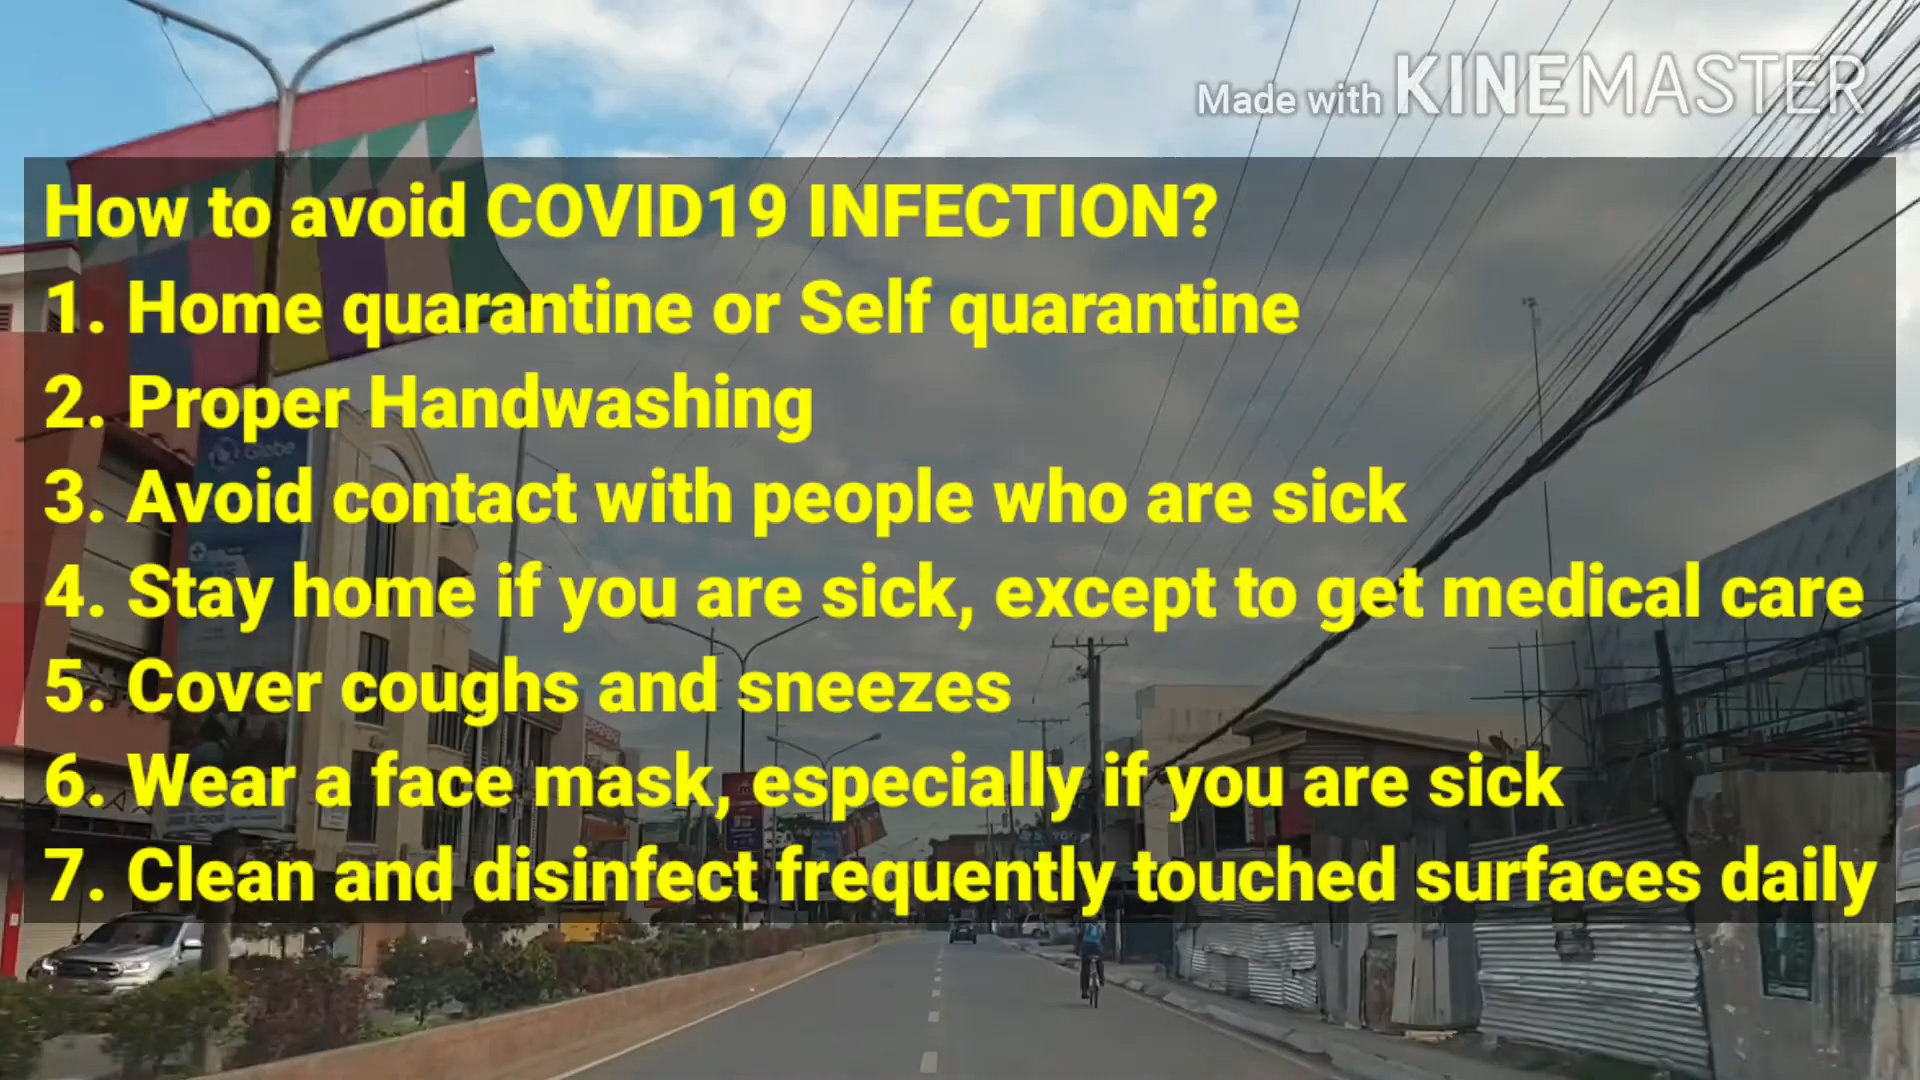 Made with KINEMASTER
How to avoid COVID19 INFECTION?
1. Home quarantine or Self quarantine
2. Proper Handwashing
3. Avoid contact with people who are sick
4. Stay home if you are sick, except to get medical care
5. Cover coughs and sneezes
6. Wear a face mask, especially if you are sick
7. Clean and disinfect frequently touched surfaces daily
Globe